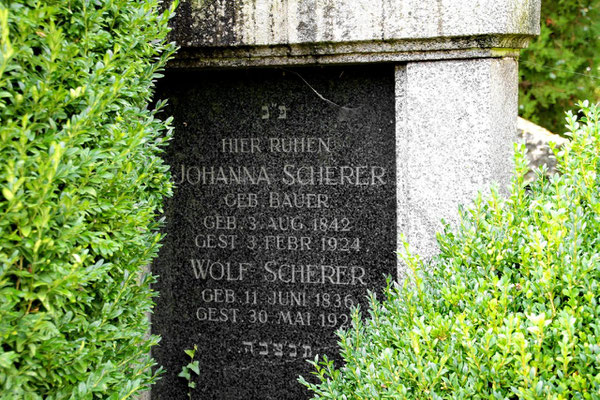 פ״נ
HIER RUHEN
JOHANNA SCHERER
GEB. BAUER
GEB. 3. AUG 1842
GEST 3 FEBR 1924
WOLF SCHERER
GEB. 11 JUNI 1836
GEST. 30 MAI
תנצבה